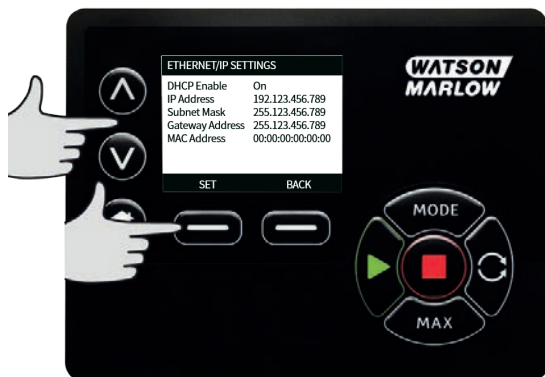 ETHERNET/IP SETTINGS
DHCP Enable On
IP Address 192.123.456.789
Subnet Mask 255.123.456.789
Gateway Address 255.123.456.789
MAC Address 00:00:00:00:00:00
SET BACK
WATSON
MARLOW
MODE
MAX